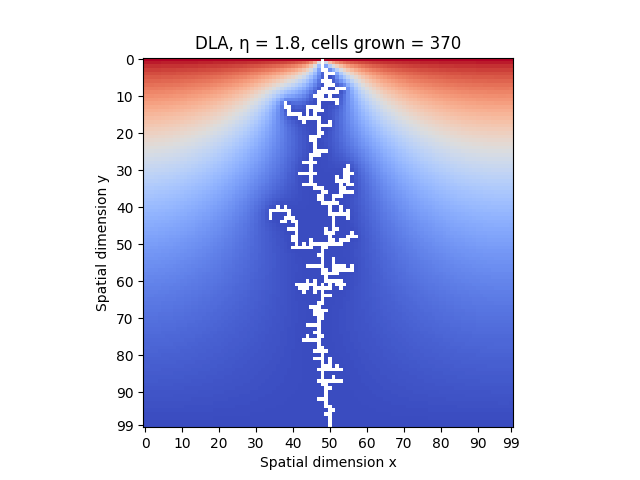 DLA, η = 1.8, cells grown = 370
0
10
20
30
40
50
60
70
80
90
99
Spatial dimension y
0 10 20 30 40 50 60 70 80 90 99
Spatial dimension x